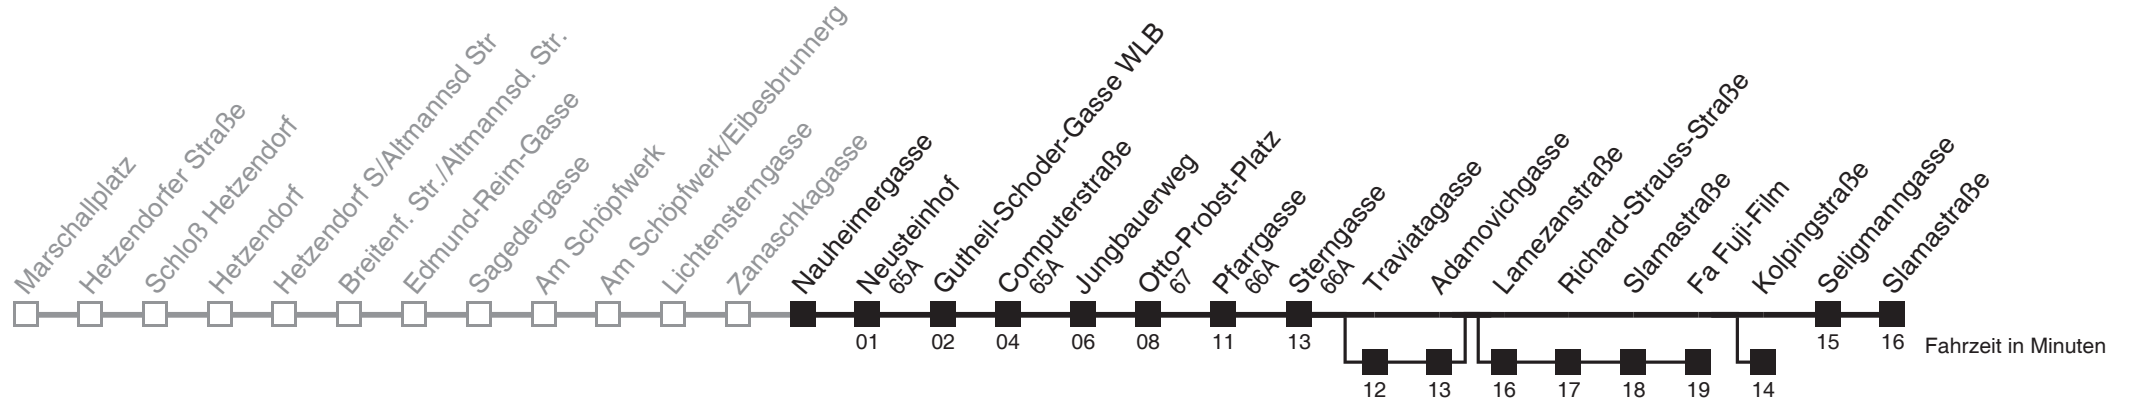 Marschallplatz
Hetzendorfer Straße
Schloß Hetzendorf
Hetzendorf
Hetzendorf S/Altmannsd Str
Breitenf. Str./Altmannsd. Str.
Edmund-Reim-Gasse
Sagedergasse
Am Schöpfwerk
Am Schöpfwerk/Eibesbrunnerg
Lichtensterngasse
Zanaschkagasse
Nauheimergasse
Neusteinhof
65A
Gutheil-Schoder-Gasse WLB
Computerstraße
65A
Jungbauerweg
Otto-Probst-Platz
67
Pfarrgasse
66A
Sterngasse
66A
Traviatagasse
Adamovichgasse
Lamezanstraße
Richard-Strauss-Straße
Slamastraße
Fa Fuji-Film
Kolpingstraße
Seligmanngasse
Slamastraße
01 02 04 06 08 11 13 15 16 Fahrzeit in Minuten
12 13 16 17 18 19 14